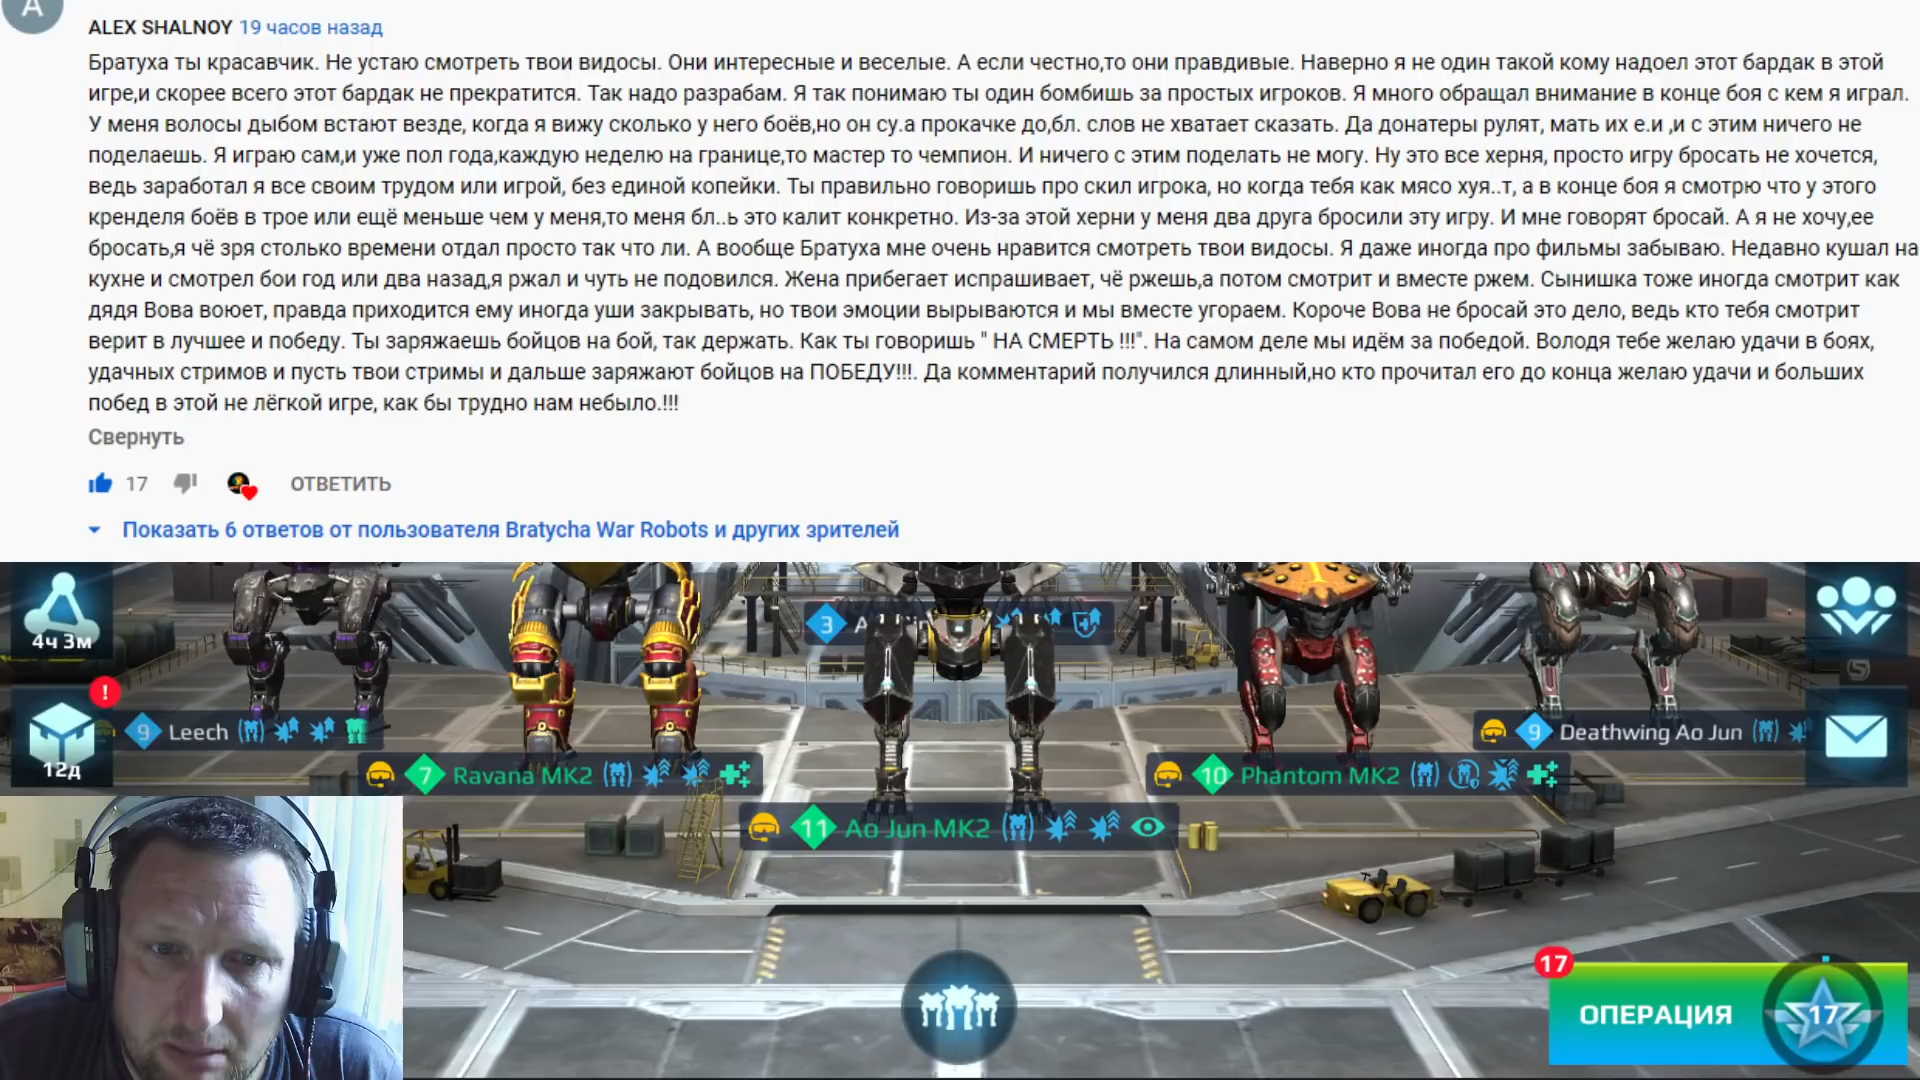 A
ALEX SHALNOY 19 часов назад
Братуха ты красавчик. Не устаю смотреть твои видосы. Они интересные и веселые. А если честно,то они правдивые. Наверно я не один такой кому надоел этот бардак в этой
игре,и скорее всего этот бардак не прекратится. Так надо разрабам. Я так понимаю ты один бомбишь за простых игроков. Я много обращал внимание в конце боя с кем я играл.
У меня волосы дыбом встают везде, когда я вижу сколько у него боёв,но он су.а прокачке до,бл. слов не хватает сказать. Да донатеры рулят, мать их е.и ,и с этим ничего не
поделаешь. Я играю сам,и уже пол года,каждую неделю на границе,то мастер то чемпион. И ничего с этим поделать не могу. Ну это все херня, просто игру бросать не хочется,
ведь заработал я все своим трудом или игрой, без единой копейки. Ты правильно говоришь про скил игрока, но когда тебя как мясо хуя..т, а в конце боя я смотрю что у этого
кренделя боёв в трое или ещё меньше чем у меня,то меня бл..ь это калит конкретно. Из-за этой херни у меня два друга бросили эту игру. И мне говорят бросай. А я не хочу,ее
бросать,я чё зря столько времени отдал просто так что ли. А вообще Братуха мне очень нравится смотреть твои видосы. Я даже иногда про фильмы забываю. Недавно кушал на
кухне и смотрел бои год или два назад,я ржал и чуть не подовился. Жена прибегает испрашивает, чё ржешь,а потом смотрит и вместе ржем. Сынишка тоже иногда смотрит как
дядя Вова воюет, правда приходится ему иногда уши закрывать, но твои эмоции вырываются и мы вместе угораем. Короче Вова не бросай это дело, ведь кто тебя смотрит
верит в лучшее и победу. Ты заряжаешь бойцов на бой, так держать. Как ты говоришь " НА СМЕРТЬ !!!". На самом деле мы идём за победой. Володя тебе желаю удачи в боях,
удачных стримов и пусть твои стримы и дальше заряжают бойцов на ПОБЕДУ!!!. Да комментарий получился длинный,но кто прочитал его до конца желаю удачи и больших
побед в этой не лёгкой игре, как бы трудно нам небыло.!!!
Свернуть
17 ОТВЕТИТЬ
Показать 6 ответов от пользователя Bratycha War Robots и других зрителей
4ч 3м
3
!
12д
9 Leech
9 Deathwing Ao Jun
7 Ravana MK2
10 Phantom MK2
11 Ao Jun MK2
17
ОПЕРАЦИЯ 17